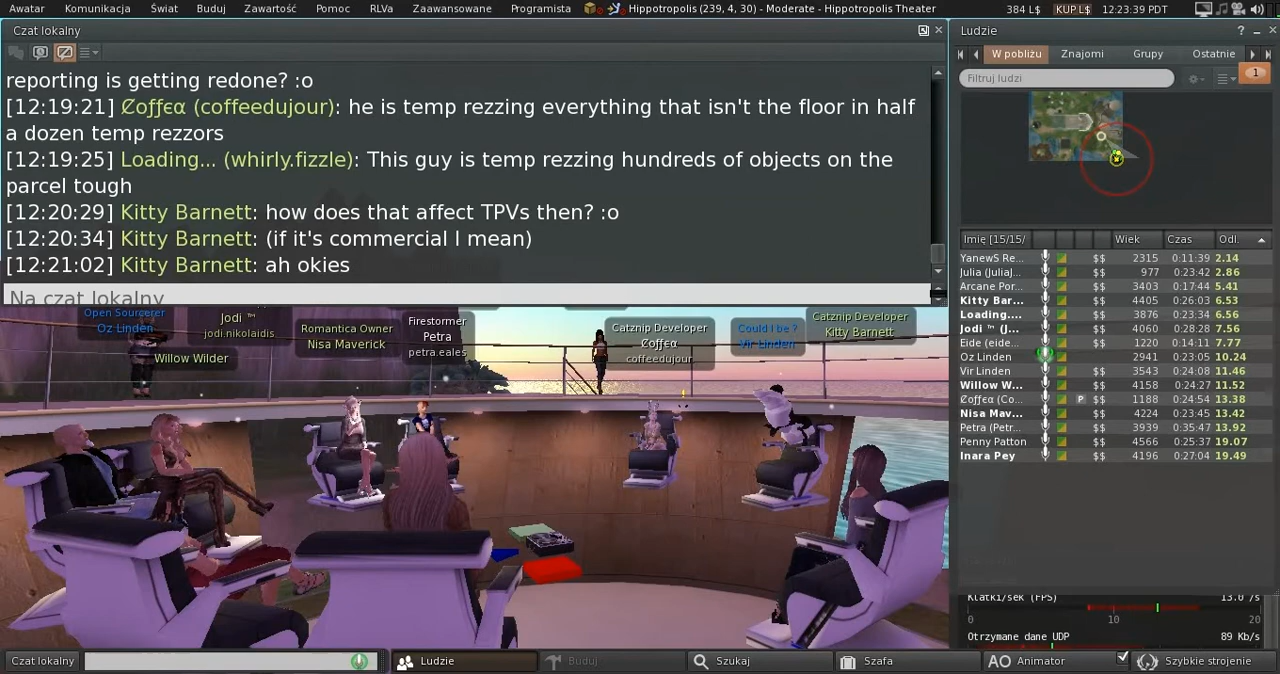 Awatar Komunikacja Świat Buduj Zawartość Pomoc RLVa Zaawansowane Programista Hippotropolis (239, 4, 30) - Moderate - Hippotropolis Theater 384 L$ KUP L$ 12:23:39 PDT
Czat lokalny
reporting is getting redone? :o
[12:19:21] Ȼoƒƒєα (coffeedujour): he is temp rezzing everything that isn't the floor in half
a dozen temp rezzors
[12:19:25] Loading... (whirly.fizzle): This guy is temp rezzing hundreds of objects on the
parcel tough
[12:20:29] Kitty Barnett: how does that affect TPVs then? :o
[12:20:34] Kitty Barnett: (if it's commercial I mean)
[12:21:02] Kitty Barnett: ah okies
Na czat lokalny
Open Sourcerer
Oz Linden
Jodi ™
jodi.nikolaidis
Willow Wilder
Romantica Owner
Nisa Maverick
Firestormer
Petra
petra.eales
Catznip Developer
Ȼoƒƒєα
coffeedujour
Could I be ?
Vir Linden
Catznip Developer
Kitty Barnett
Ludzie
? _ ×
W pobliżu Znajomi Grupy Ostatnie
Filtruj ludzi
1
Imię [15/15/ Wiek Czas Odl.
YanewS Re... $$ 2315 0:11:39 2.14
Julia (JuliaJ... $$ 977 0:23:42 2.86
Arcane Por... $$ 3403 0:17:44 5.41
Kitty Bar... $$ 4405 0:26:03 6.53
Loading.... $$ 3876 0:23:34 6.56
Jodi ™ (J... $$ 4060 0:28:28 7.56
Eide (eide... $$ 1220 0:14:11 7.77
Oz Linden 2941 0:23:05 10.24
Vir Linden $$ 3543 0:24:08 11.46
Willow W... $$ 4158 0:24:27 11.52
Ȼoƒƒєα (Co... P $$ 1188 0:24:54 13.38
Nisa Mav... $$ 4224 0:23:45 13.42
Petra (Petr... $$ 3939 0:35:47 13.92
Penny Patton $$ 4566 0:25:37 19.07
Inara Pey $$ 4196 0:27:04 19.49
Klatki/sek (FPS) 13.0 /s
0 10 20
Otrzymane dane UDP 89 Kb/s
Czat lokalny Ludzie Buduj Szukaj Szafa AO Animator Szybkie strojenie